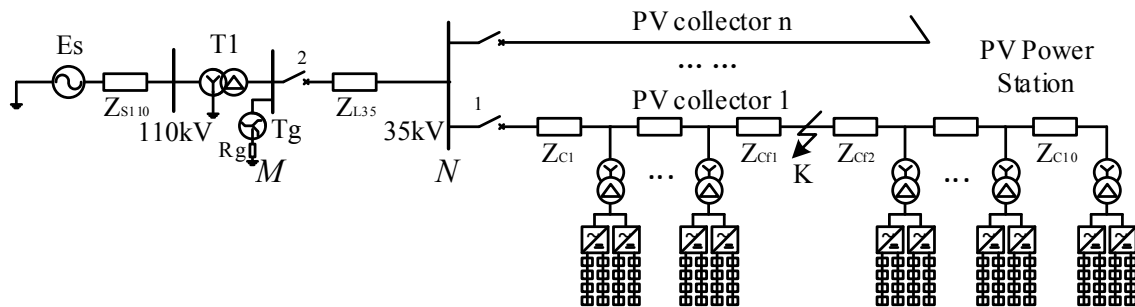 Es
T1
2
PV collector n
PV Power
Station
... ...
ZS110
110kV
Tg
Rg
M
ZL35
35kV
N
1
PV collector 1
ZC1
ZCf1
K
ZCf2
ZC10
...
...